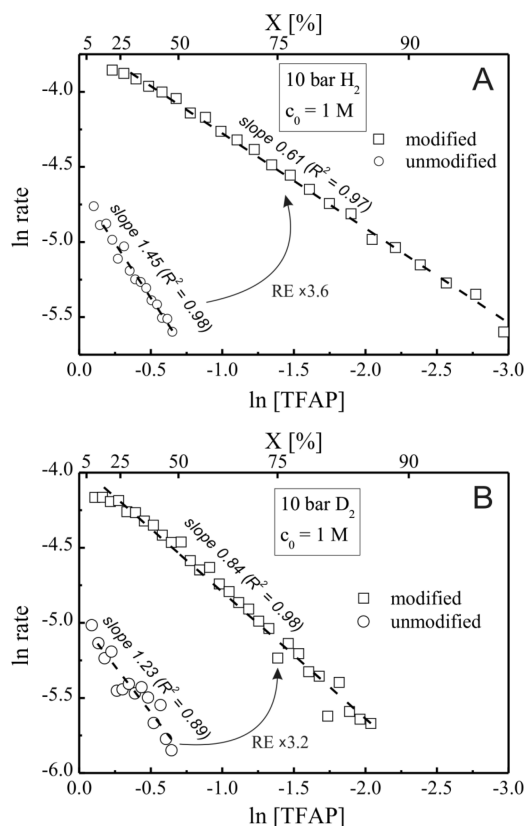 X [%]
5 25 50 75 90
A
10 bar H₂
c₀ = 1 M
modified
unmodified
slope 0.61 (R² = 0.97)
slope 1.45 (R² = 0.98)
RE ×3.6
ln rate
-4.0
-4.5
-5.0
-5.5
0.0 -0.5 -1.0 -1.5 -2.0 -2.5 -3.0
ln [TFAP]
X [%]
5 25 50 75 90
B
10 bar D₂
c₀ = 1 M
modified
unmodified
slope 0.84 (R² = 0.98)
slope 1.23 (R² = 0.89)
RE ×3.2
ln rate
-4.0
-4.5
-5.0
-5.5
-6.0
0.0 -0.5 -1.0 -1.5 -2.0 -2.5 -3.0
ln [TFAP]